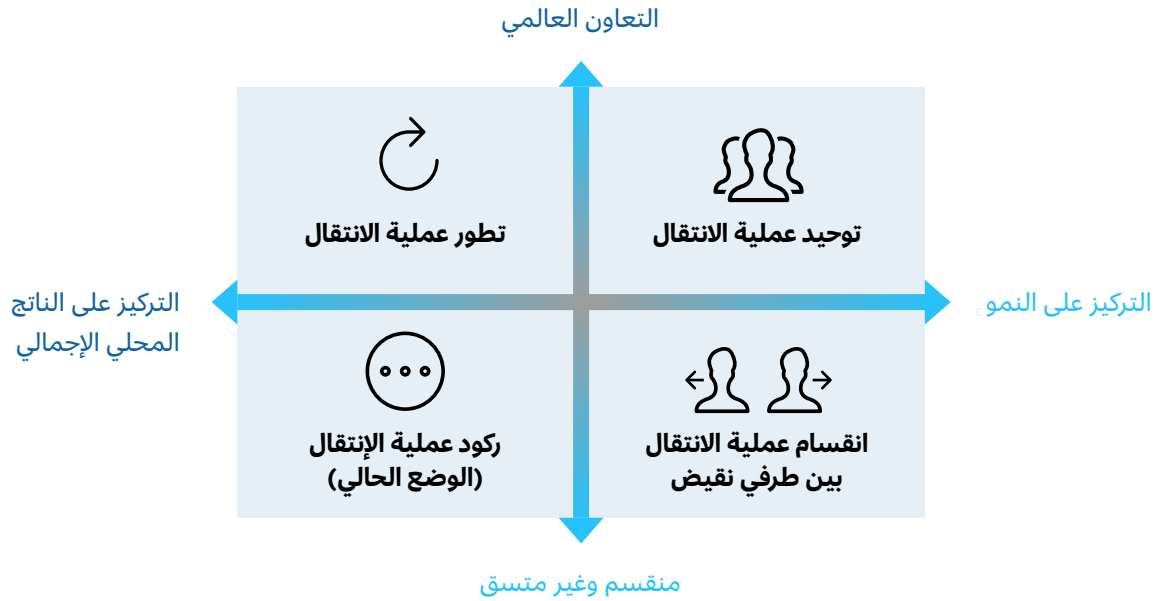 التعاون العالمي
توحيد عملية الانتقال
تطور عملية الانتقال
التركيز على النمو
التركيز على الناتج
المحلي الإجمالي
انقسام عملية الانتقال
بين طرفي نقيض
ركود عملية الإنتقال
(الوضع الحالي)
منقسم وغير متسق